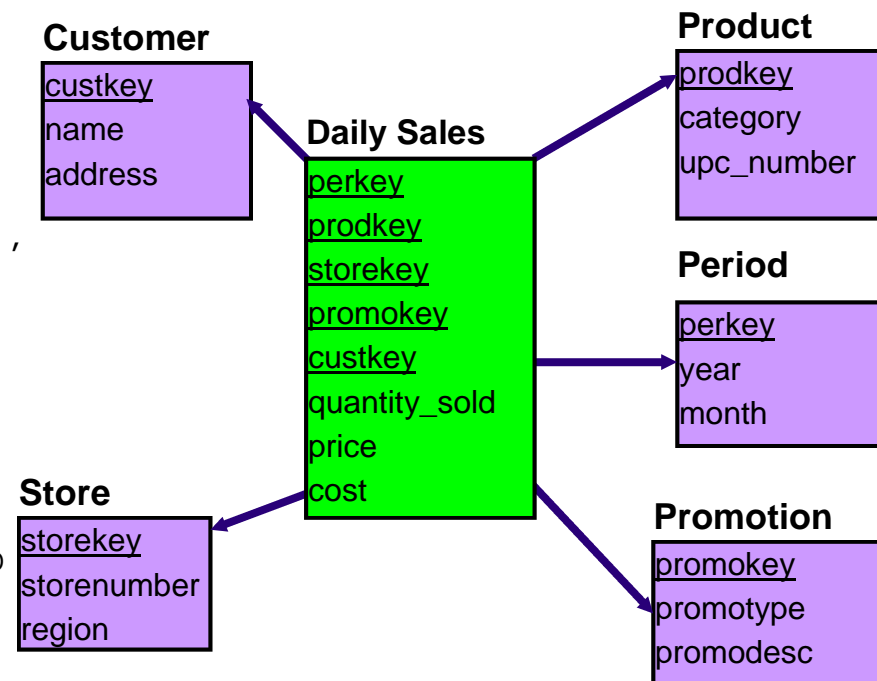 Customer
custkey
name
address
,
Daily Sales
perkey
prodkey
storekey
promokey
custkey
quantity_sold
price
cost
Product
prodkey
category
upc_number
Period
perkey
year
month
Store
storekey
storenumber
region
Promotion
promokey
promotype
promodesc